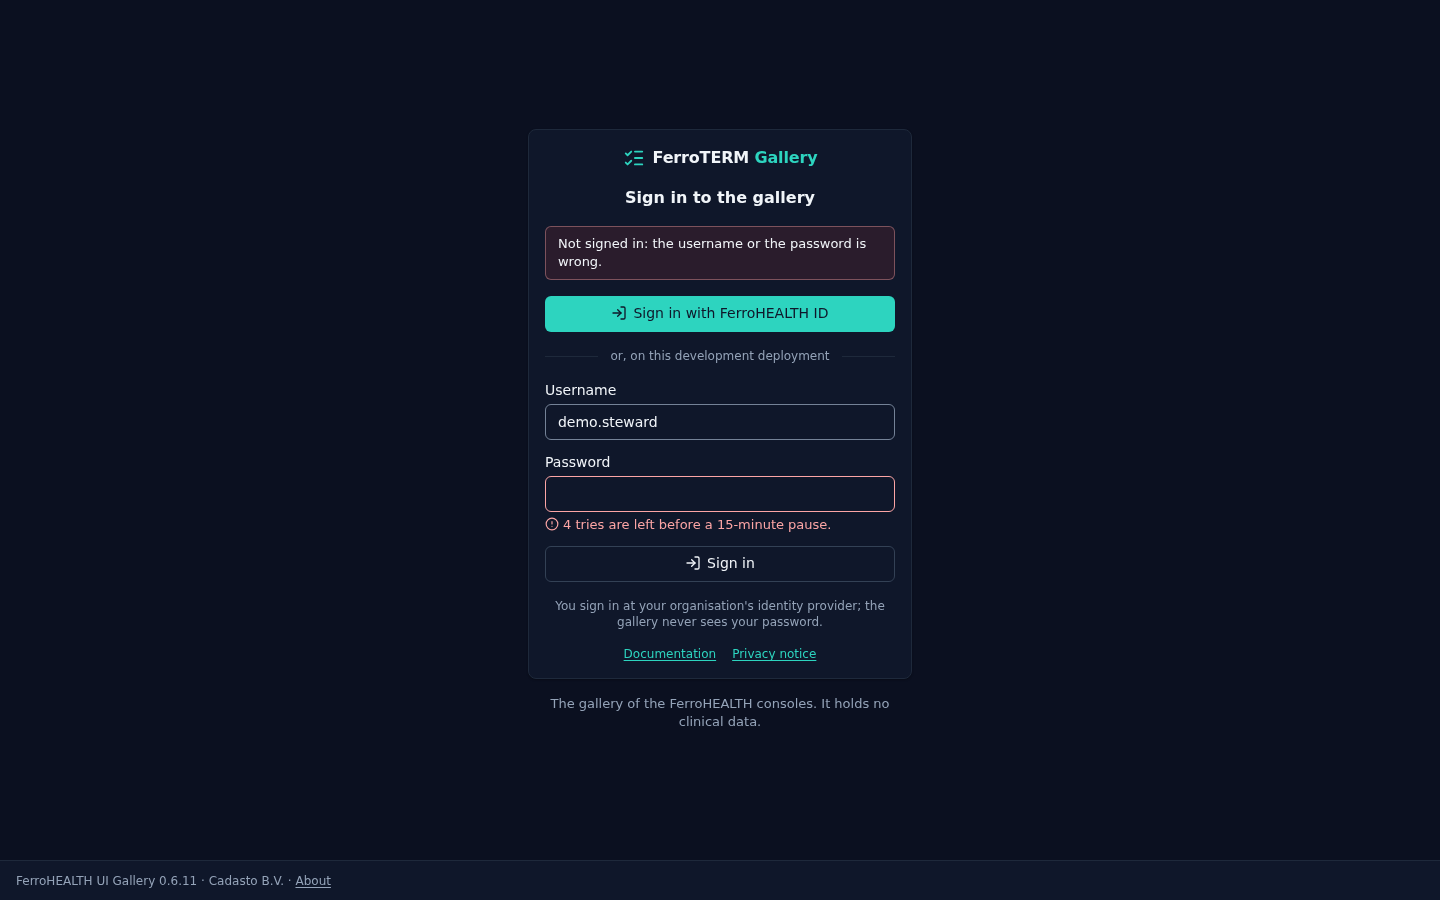 FerroTERM Gallery
Sign in to the gallery
Not signed in: the username or the password is
wrong.
Sign in with FerroHEALTH ID
or, on this development deployment
Username
demo.steward
Password
4 tries are left before a 15-minute pause.
Sign in
You sign in at your organisation's identity provider; the
gallery never sees your password.
Documentation Privacy notice
The gallery of the FerroHEALTH consoles. It holds no
clinical data.
FerroHEALTH UI Gallery 0.6.11 · Cadasto B.V. · About